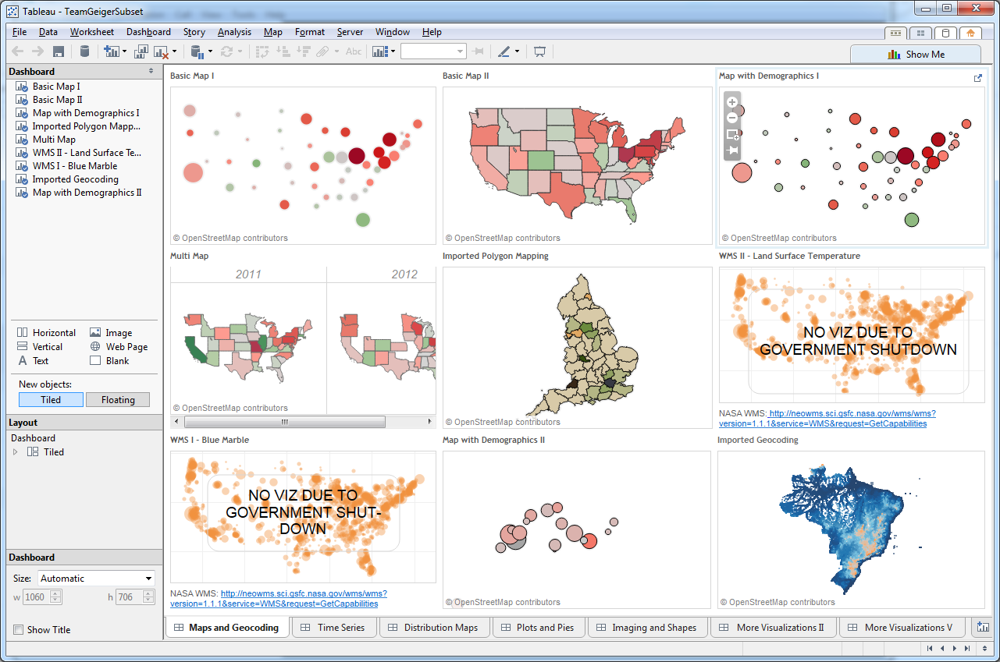 Tableau - TeamGeigerSubset
File Data Worksheet Dashboard Story Analysis Map Format Server Window Help
Abc
Show Me
Dashboard
Basic Map I
Basic Map II
Map with Demographics I
Imported Polygon Mapp...
Multi Map
WMS II - Land Surface Te...
WMS I - Blue Marble
Imported Geocoding
Map with Demographics II
Horizontal Image
Vertical Web Page
A Text Blank
New objects:
Tiled Floating
Layout
Dashboard
Tiled
Dashboard
Size: Automatic
w 1060 h 706
Show Title
Basic Map I
© OpenStreetMap contributors
Basic Map II
© OpenStreetMap contributors
Map with Demographics I
© OpenStreetMap contributors
Multi Map
2011 2012
© OpenStreetMap contributors
Imported Polygon Mapping
© OpenStreetMap contributors
WMS II - Land Surface Temperature
NO VIZ DUE TO
GOVERNMENT SHUTDOWN
NASA WMS: http://neowms.sci.gsfc.nasa.gov/wms/wms?
version=1.1.1&service=WMS&request=GetCapabilities
WMS I - Blue Marble
NO VIZ DUE TO
GOVERNMENT SHUT-
DOWN
NASA WMS: http://neowms.sci.gsfc.nasa.gov/wms/wms?
version=1.1.1&service=WMS&request=GetCapabilities
Map with Demographics II
© OpenStreetMap contributors
Imported Geocoding
© OpenStreetMap contributors
Maps and Geocoding Time Series Distribution Maps Plots and Pies Imaging and Shapes More Visualizations II More Visualizations V